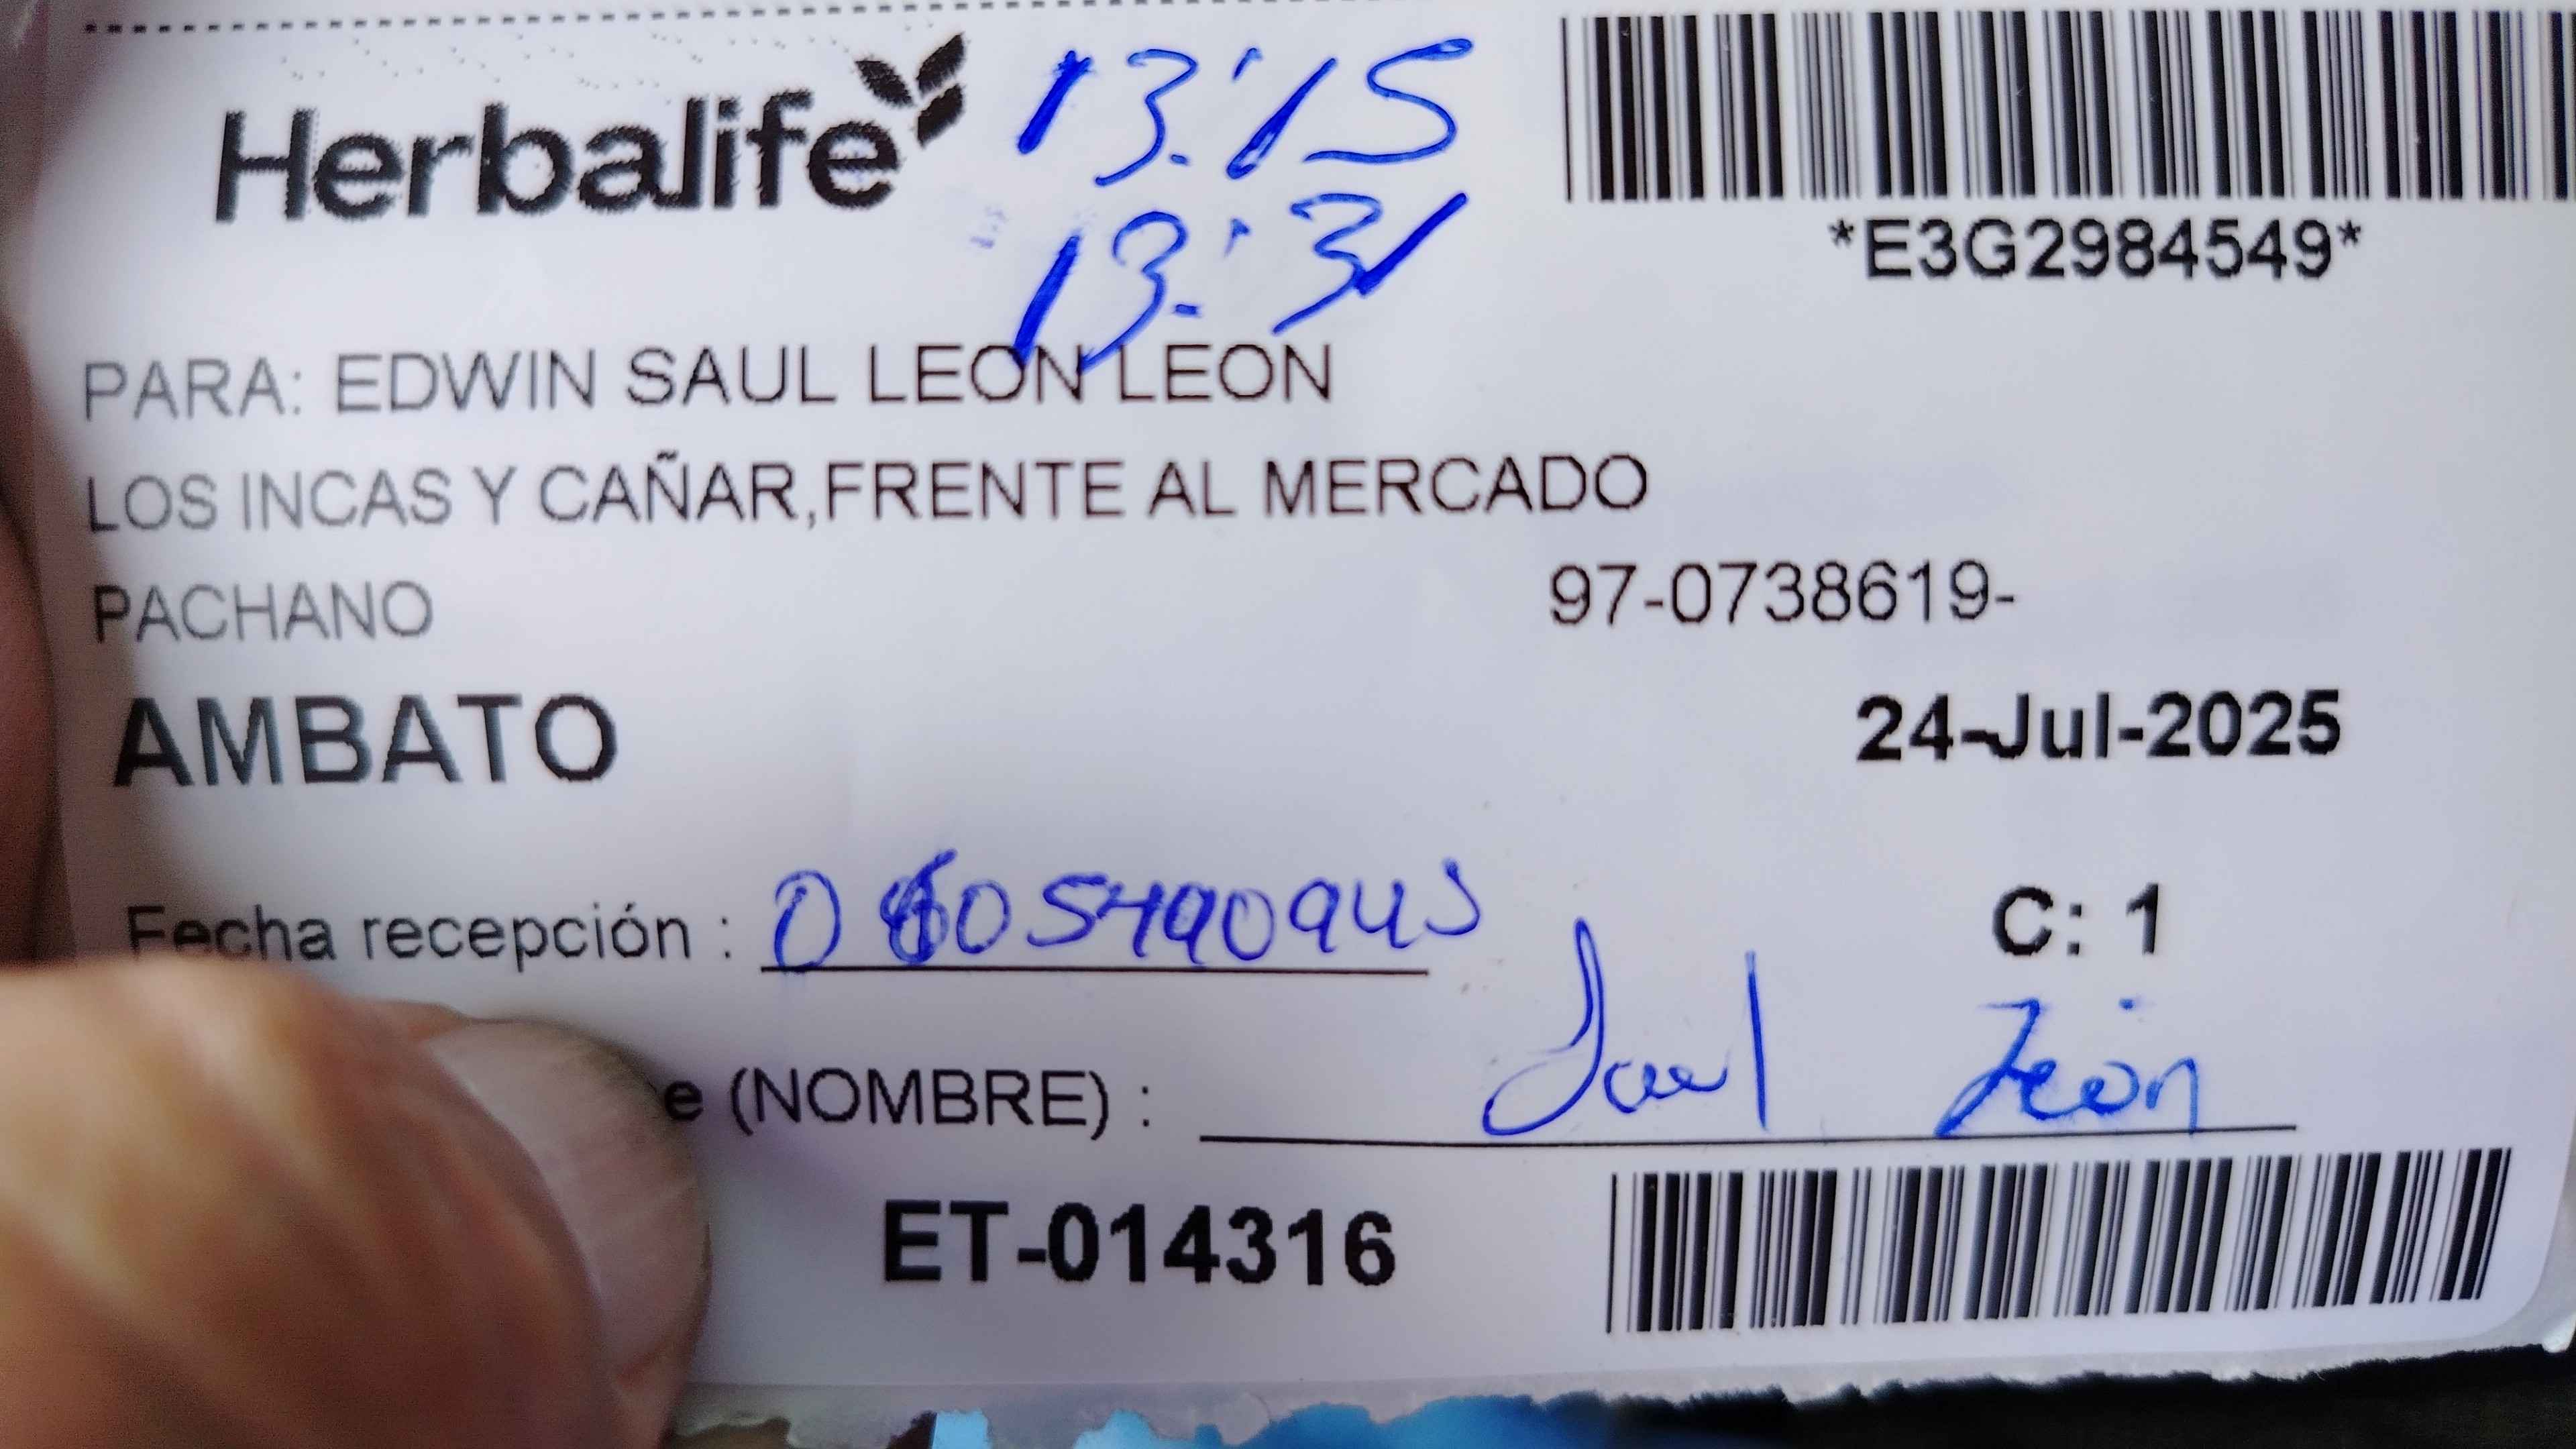 Herbalife
13:15
13:31
*E3G2984549*
PARA: EDWIN SAUL LEON LEON
LOS INCAS Y CAÑAR,FRENTE AL MERCADO
PACHANO
97-0738619-
AMBATO
24-Jul-2025
Fecha recepción :
C: 1
(NOMBRE) : Saul León
ET-014316